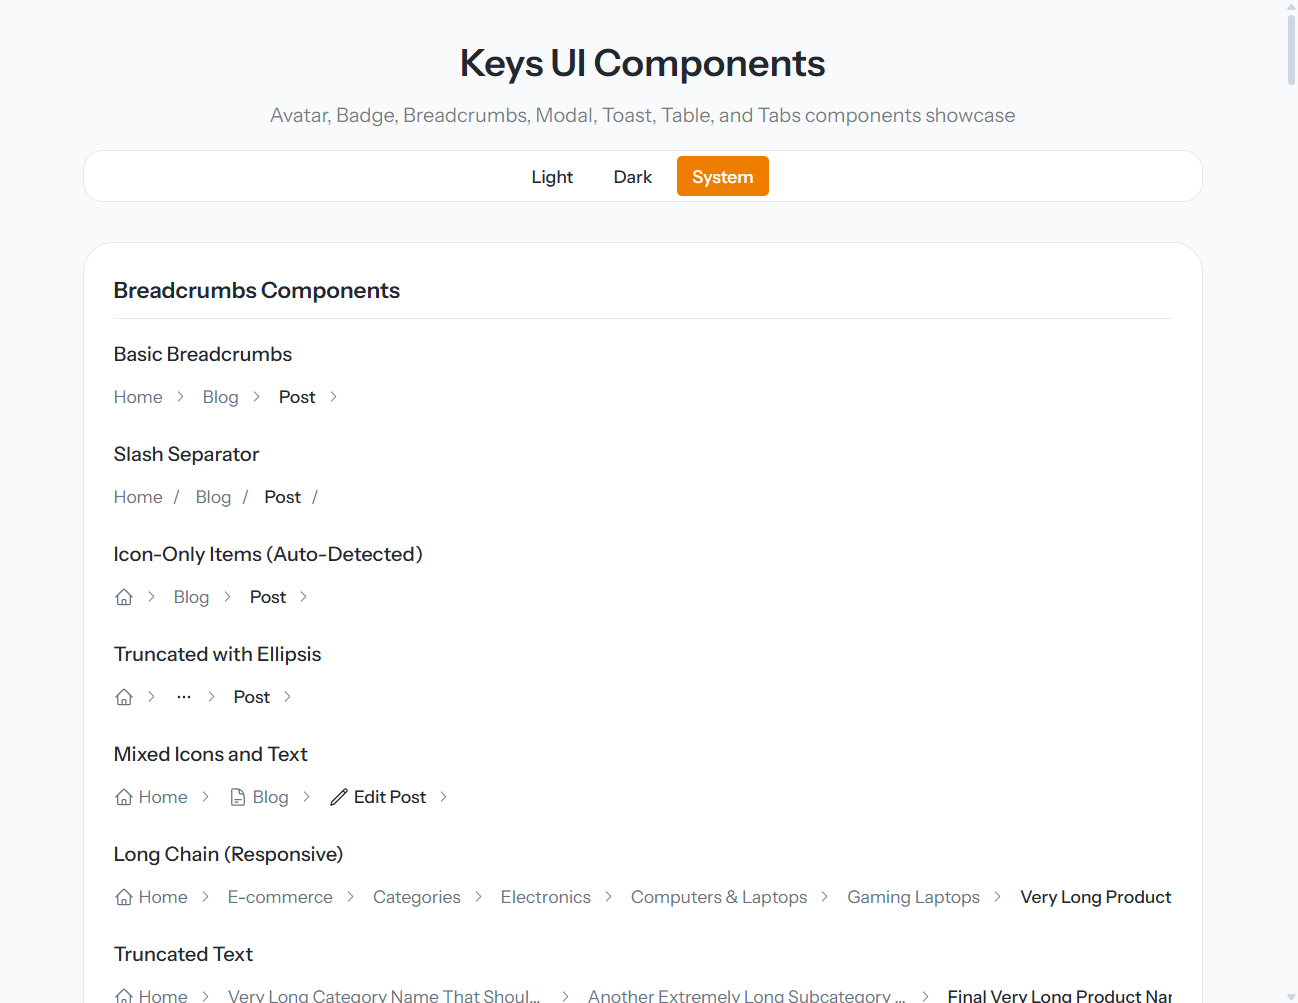 Keys UI Components
Avatar, Badge, Breadcrumbs, Modal, Toast, Table, and Tabs components showcase
Light Dark System
Breadcrumbs Components
Basic Breadcrumbs
Home > Blog > Post >
Slash Separator
Home / Blog / Post /
Icon-Only Items (Auto-Detected)
> Blog > Post >
Truncated with Ellipsis
> ... > Post >
Mixed Icons and Text
Home > Blog > Edit Post >
Long Chain (Responsive)
Home > E-commerce > Categories > Electronics > Computers & Laptops > Gaming Laptops > Very Long Product
Truncated Text
Home > Very Long Category Name That Shoul... > Another Extremely Long Subcategory ... > Final Very Long Product Nar